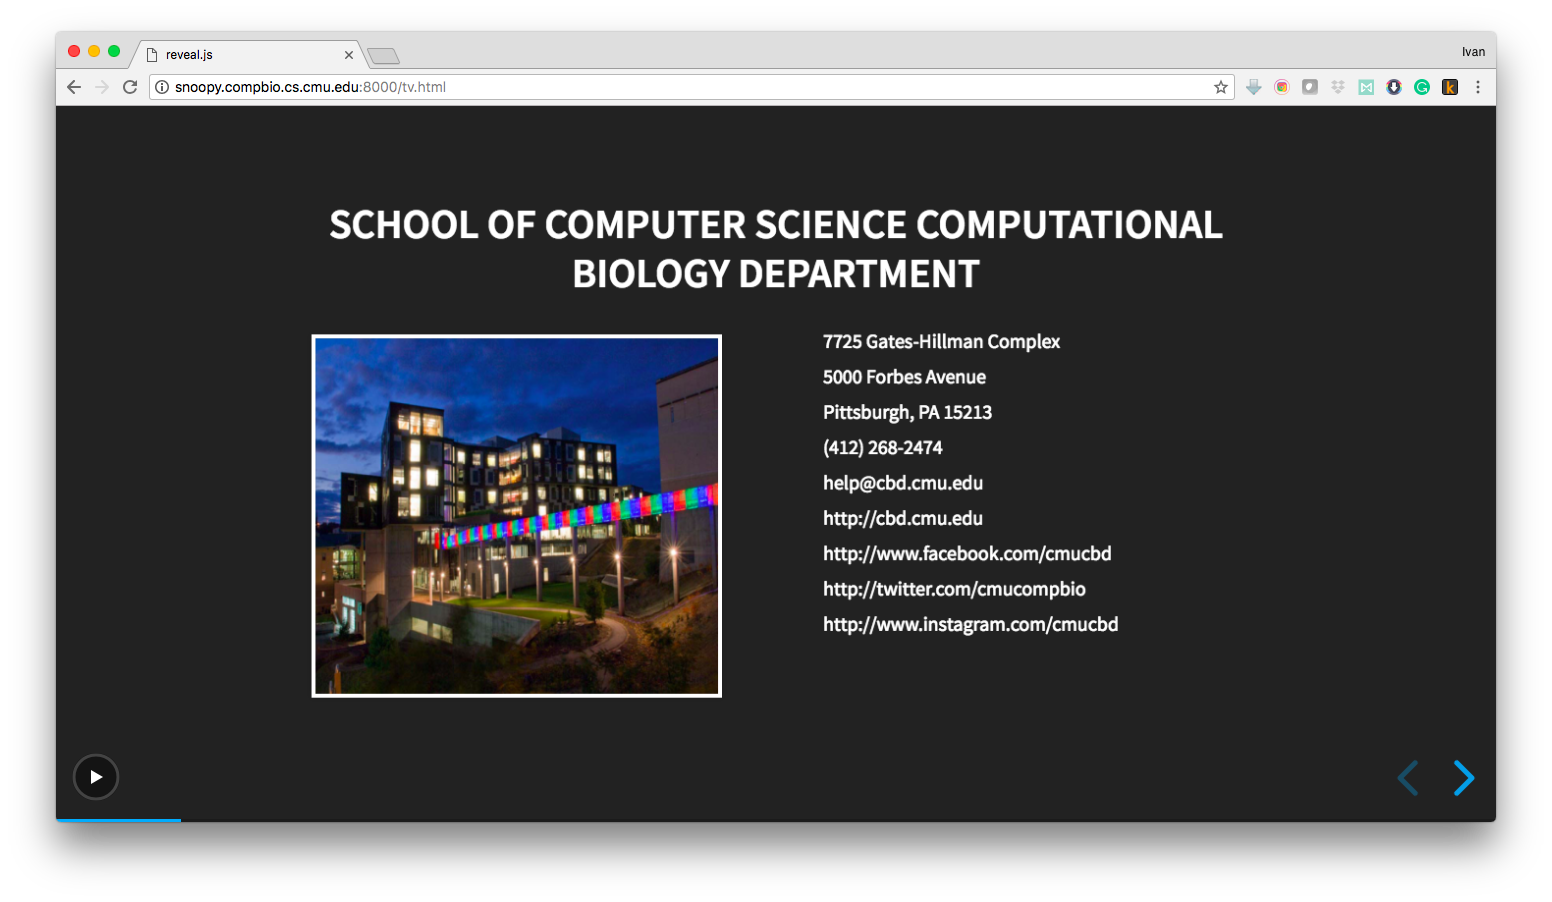 reveal.js
Ivan
snoopy.compbio.cs.cmu.edu:8000/tv.html
SCHOOL OF COMPUTER SCIENCE COMPUTATIONAL
BIOLOGY DEPARTMENT
7725 Gates-Hillman Complex
5000 Forbes Avenue
Pittsburgh, PA 15213
(412) 268-2474
help@cbd.cmu.edu
http://cbd.cmu.edu
http://www.facebook.com/cmucbd
http://twitter.com/cmucompbio
http://www.instagram.com/cmucbd